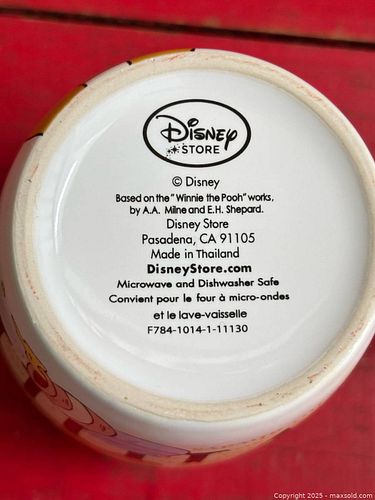 Disney
STORE
© Disney
Based on the "Winnie the Pooh" works,
by A.A. Milne and E.H. Shepard.
Disney Store
Pasadena, CA 91105
Made in Thailand
DisneyStore.com
Microwave and Dishwasher Safe
Convient pour le four à micro-ondes
et le lave-vaisselle
F784-1014-1-11130
Copyright 2025 - maxsold.com